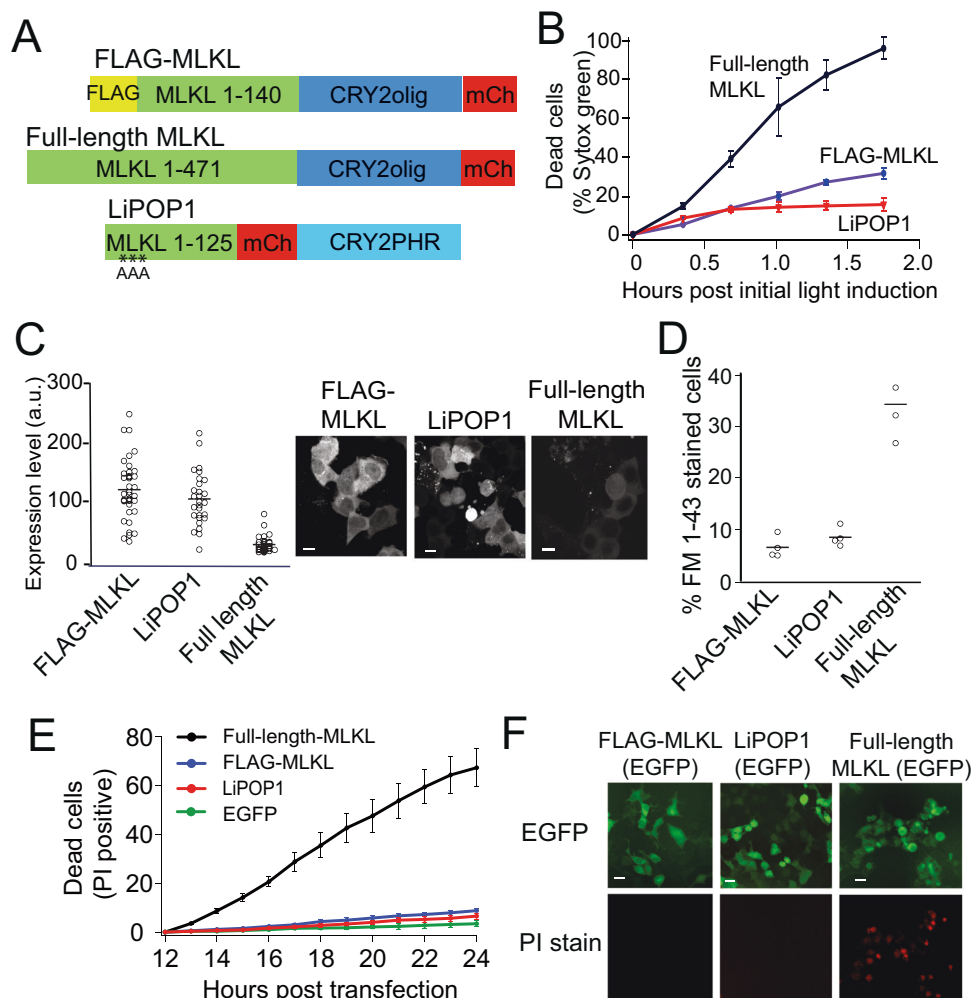 A
FLAG-MLKL
FLAG MLKL 1-140 CRY2olig mCh
Full-length MLKL
MLKL 1-471 CRY2olig mCh
LiPOP1
MLKL 1-125 mCh CRY2PHR
***
AAA
B
Dead cells
(% Sytox green)
100
80
60
40
20
0
Full-length
MLKL
FLAG-MLKL
LiPOP1
0 0.5 1.0 1.5 2.0
Hours post initial light induction
C
Expression level (a.u.)
300
200
100
0
FLAG-MLKL
LiPOP1
Full length
MLKL
FLAG-
MLKL
LiPOP1
Full-length
MLKL
D
% FM 1-43 stained cells
40
30
20
10
0
FLAG-MLKL
LiPOP1
Full-length
MLKL
E
Dead cells
(PI positive)
80
60
40
20
0
Full-length-MLKL
FLAG-MLKL
LiPOP1
EGFP
12 14 16 18 20 22 24
Hours post transfection
F
FLAG-MLKL
(EGFP)
LiPOP1
(EGFP)
Full-length
MLKL (EGFP)
EGFP
PI stain